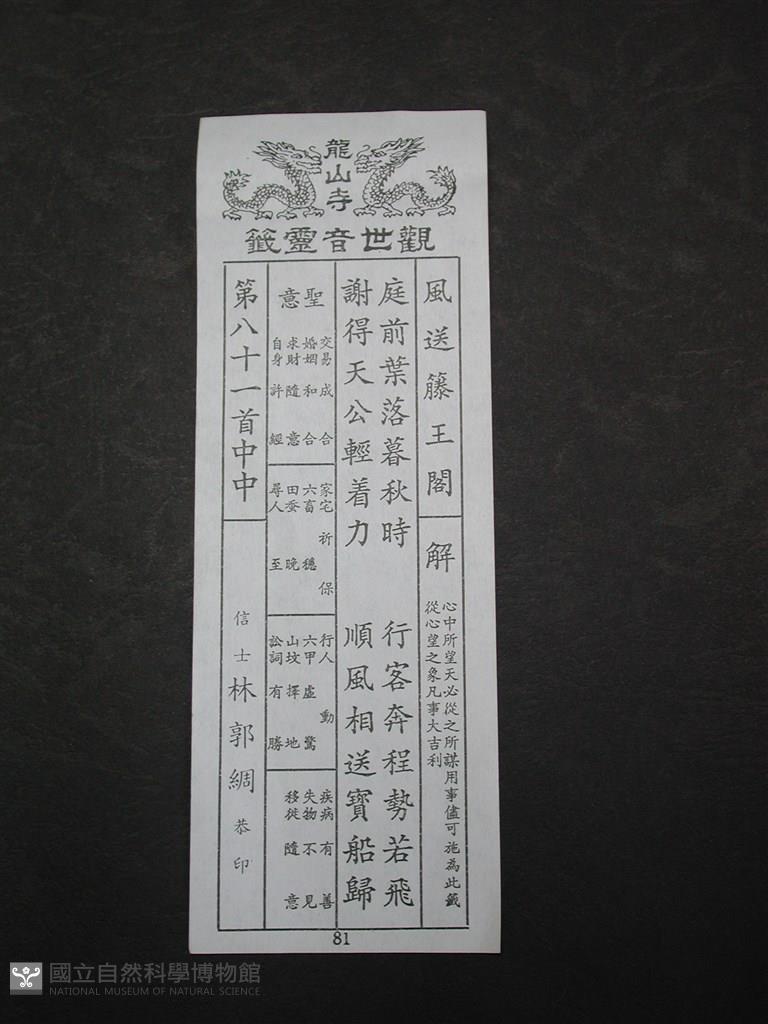 龍山寺
觀世音靈籤
風送籐王閣
解
心中所望天必從之所謀用事儘可施為此籤
從心望之象凡事大吉利
庭前葉落暮秋時
行客奔程勢若飛
謝得天公輕着力
順風相送寶船歸
聖意
交易成合
婚姻和合
求財隨意
自身許經
家宅祈保
六畜穩
田蚕晚
尋人至
行人動
六甲虛驚
山坟擇地
訟詞有勝
疾病有善
失物不見
移徙隨意
第八十一首中中
信士林郭綢恭印
81
國立自然科學博物館
NATIONAL MUSEUM OF NATURAL SCIENCE